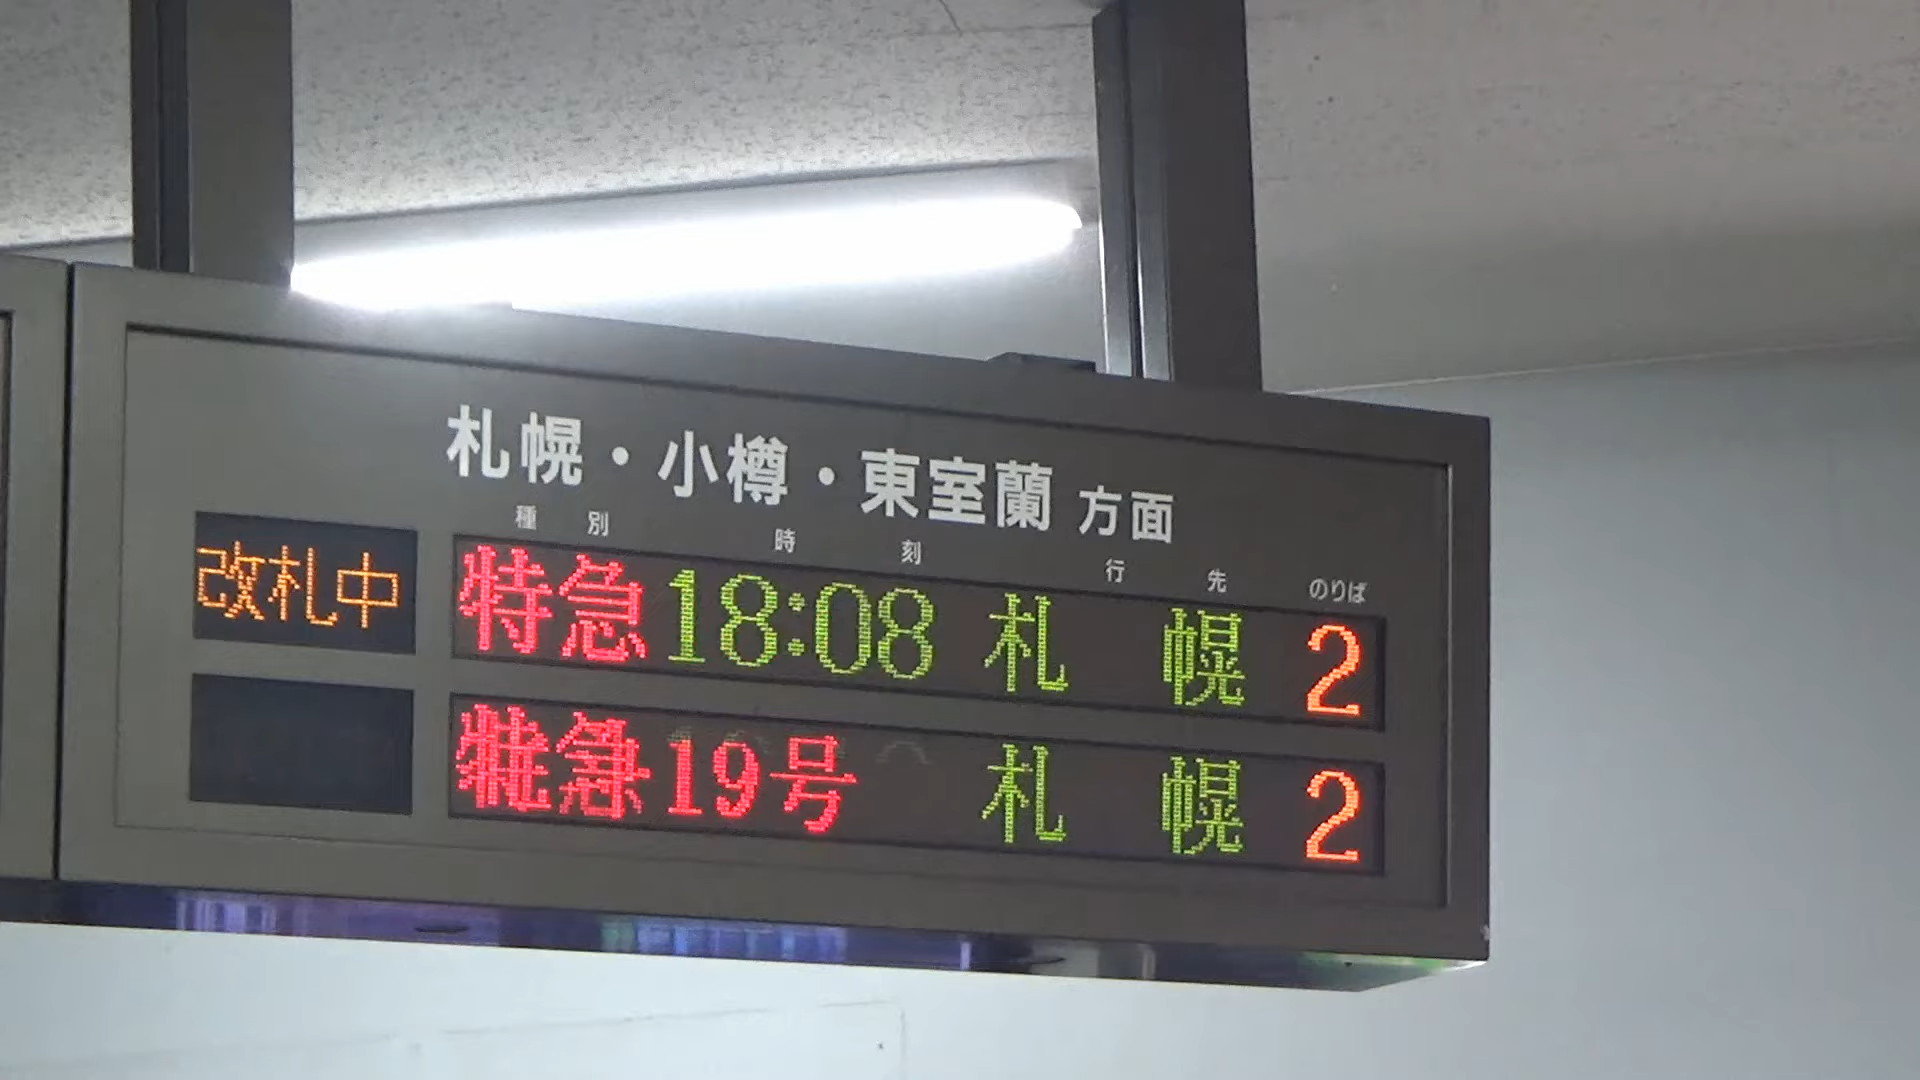 札幌・小樽・東室蘭 方面
種別 時刻 行先 のりば
改札中 特急 18:08 札幌 2
19号 札幌 2